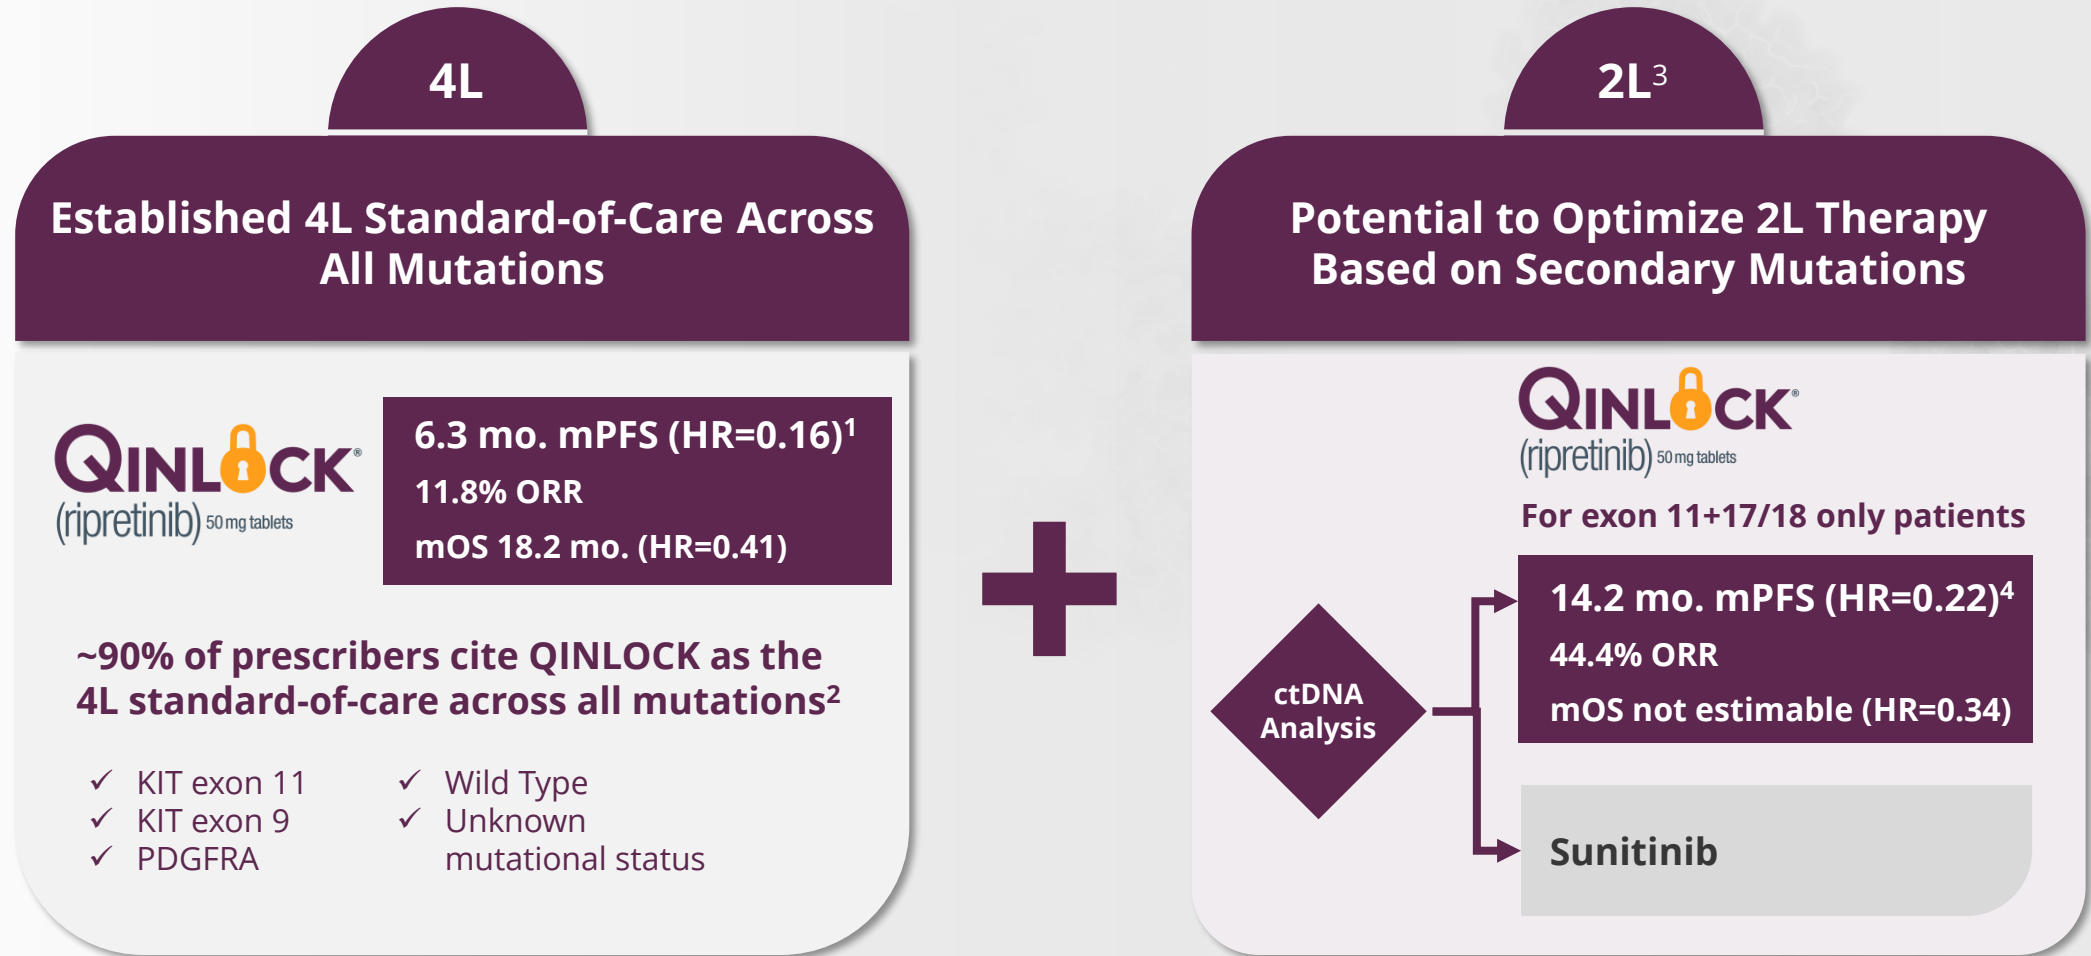 4L
Established 4L Standard-of-Care Across
All Mutations
QINLOCK®
(ripretinib) 50 mg tablets
6.3 mo. mPFS (HR=0.16)¹
11.8% ORR
mOS 18.2 mo. (HR=0.41)
~90% of prescribers cite QINLOCK as the
4L standard-of-care across all mutations²
✓ KIT exon 11
✓ KIT exon 9
✓ PDGFRA
✓ Wild Type
✓ Unknown
mutational status
+
2L³
Potential to Optimize 2L Therapy
Based on Secondary Mutations
QINLOCK®
(ripretinib) 50 mg tablets
For exon 11+17/18 only patients
ctDNA
Analysis
14.2 mo. mPFS (HR=0.22)⁴
44.4% ORR
mOS not estimable (HR=0.34)
Sunitinib